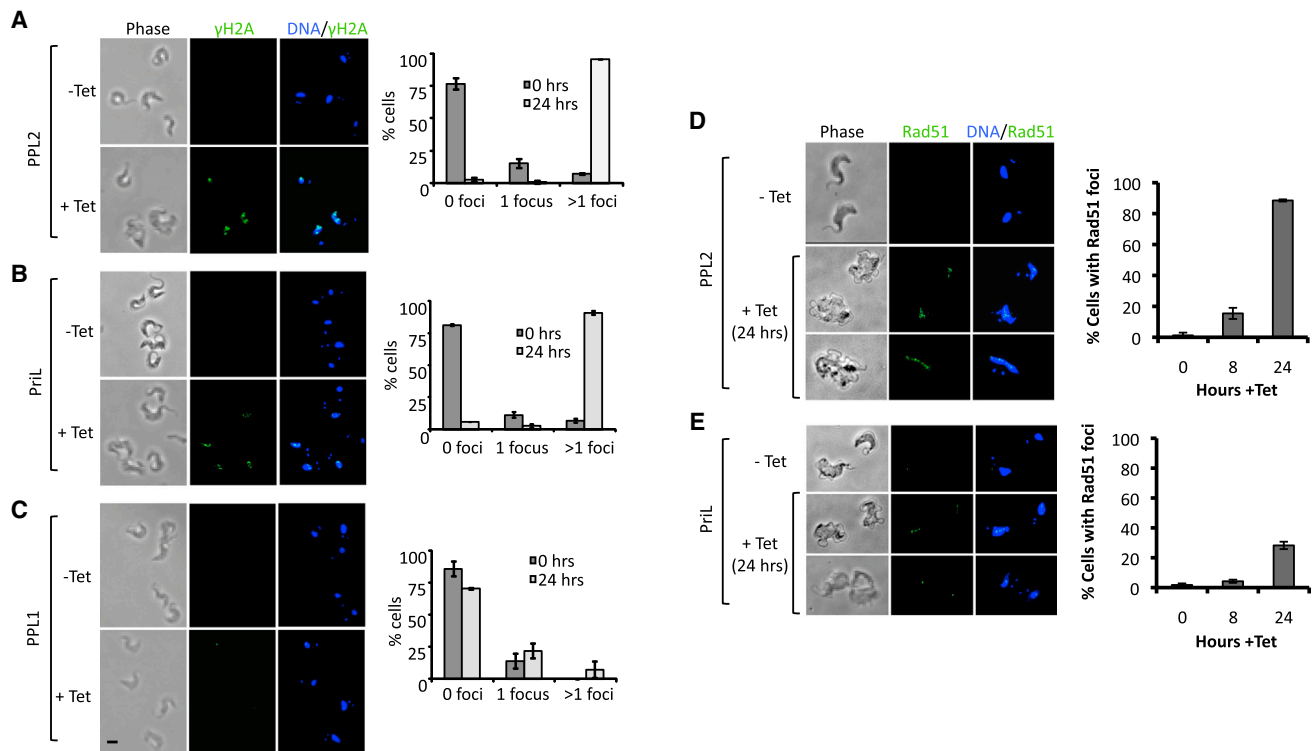 A
Phase γH2A DNA/γH2A
PPL2
-Tet
+ Tet
% cells
100
75
50
25
0
0 hrs
24 hrs
0 foci 1 focus >1 foci
B
PriL
-Tet
+ Tet
% cells
100
75
50
25
0
0 hrs
24 hrs
0 foci 1 focus >1 foci
C
PPL1
-Tet
+ Tet
% cells
100
75
50
25
0
0 hrs
24 hrs
0 foci 1 focus >1 foci
D
Phase Rad51 DNA/Rad51
PPL2
- Tet
+ Tet
(24 hrs)
% Cells with Rad51 foci
100
80
60
40
20
0
0 8 24
Hours +Tet
E
PriL
- Tet
+ Tet
(24 hrs)
% Cells with Rad51 foci
100
80
60
40
20
0
0 8 24
Hours +Tet